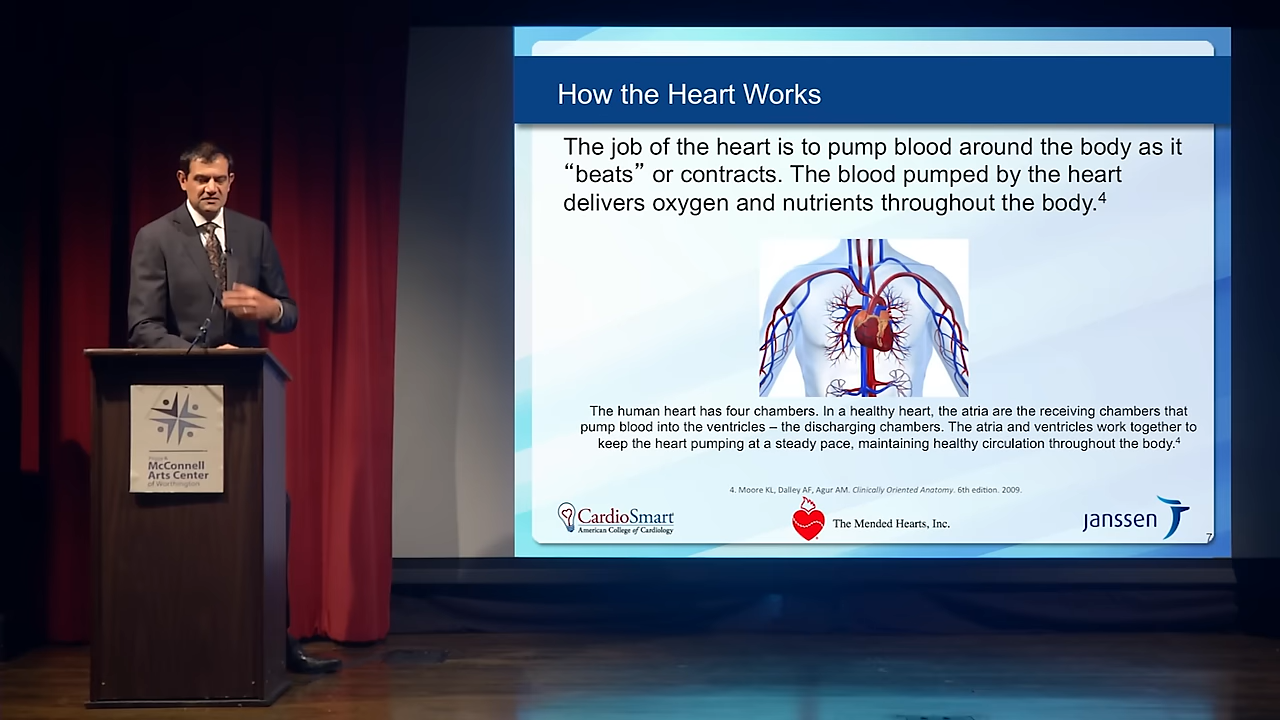 How the Heart Works
The job of the heart is to pump blood around the body as it
“beats” or contracts. The blood pumped by the heart
delivers oxygen and nutrients throughout the body.4
The human heart has four chambers. In a healthy heart, the atria are the receiving chambers that
pump blood into the ventricles – the discharging chambers. The atria and ventricles work together to
keep the heart pumping at a steady pace, maintaining healthy circulation throughout the body.4
4. Moore KL, Dalley AF, Agur AM. Clinically Oriented Anatomy. 6th edition. 2009.
CardioSmart
American College of Cardiology
The Mended Hearts, Inc.
janssen
7
McConnell
Arts Center
of Worthington